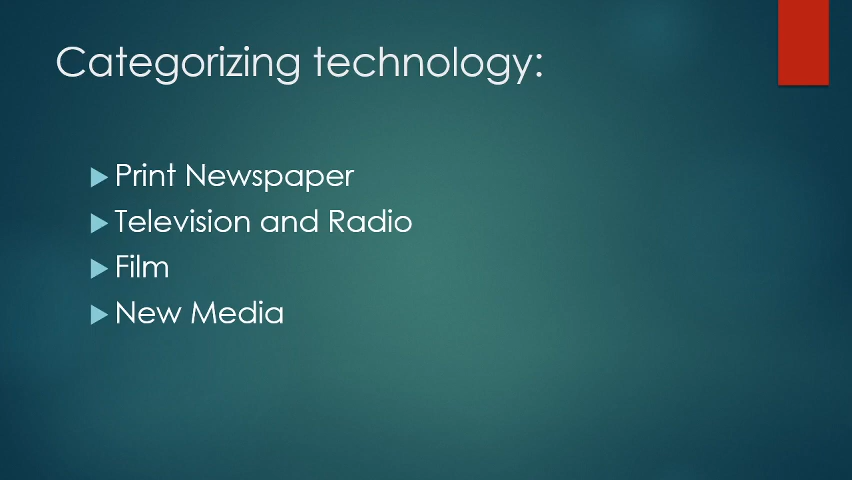 Categorizing technology:
Print Newspaper
Television and Radio
Film
New Media